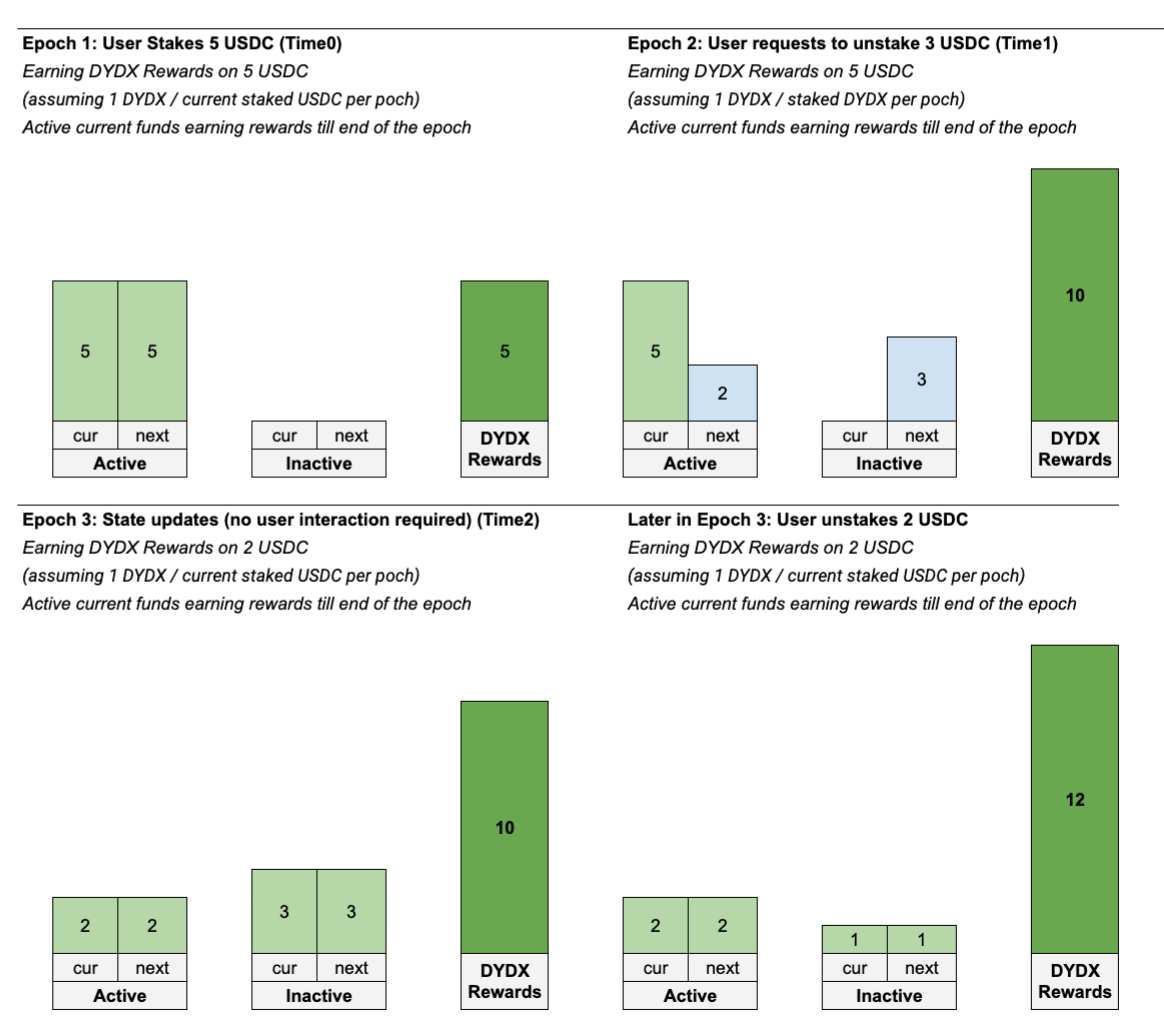 Epoch 1: User Stakes 5 USDC (Time0)
Earning DYDX Rewards on 5 USDC
(assuming 1 DYDX / current staked USDC per poch)
Active current funds earning rewards till end of the epoch
5
5
5
cur
next
Active
cur
next
Inactive
DYDX
Rewards
Epoch 2: User requests to unstake 3 USDC (Time1)
Earning DYDX Rewards on 5 USDC
(assuming 1 DYDX / staked DYDX per poch)
Active current funds earning rewards till end of the epoch
5
2
3
10
cur
next
Active
cur
next
Inactive
DYDX
Rewards
Epoch 3: State updates (no user interaction required) (Time2)
Earning DYDX Rewards on 2 USDC
(assuming 1 DYDX / current staked USDC per poch)
Active current funds earning rewards till end of the epoch
2
2
3
3
10
cur
next
Active
cur
next
Inactive
DYDX
Rewards
Later in Epoch 3: User unstakes 2 USDC
Earning DYDX Rewards on 2 USDC
(assuming 1 DYDX / current staked USDC per poch)
Active current funds earning rewards till end of the epoch
2
2
1
1
12
cur
next
Active
cur
next
Inactive
DYDX
Rewards